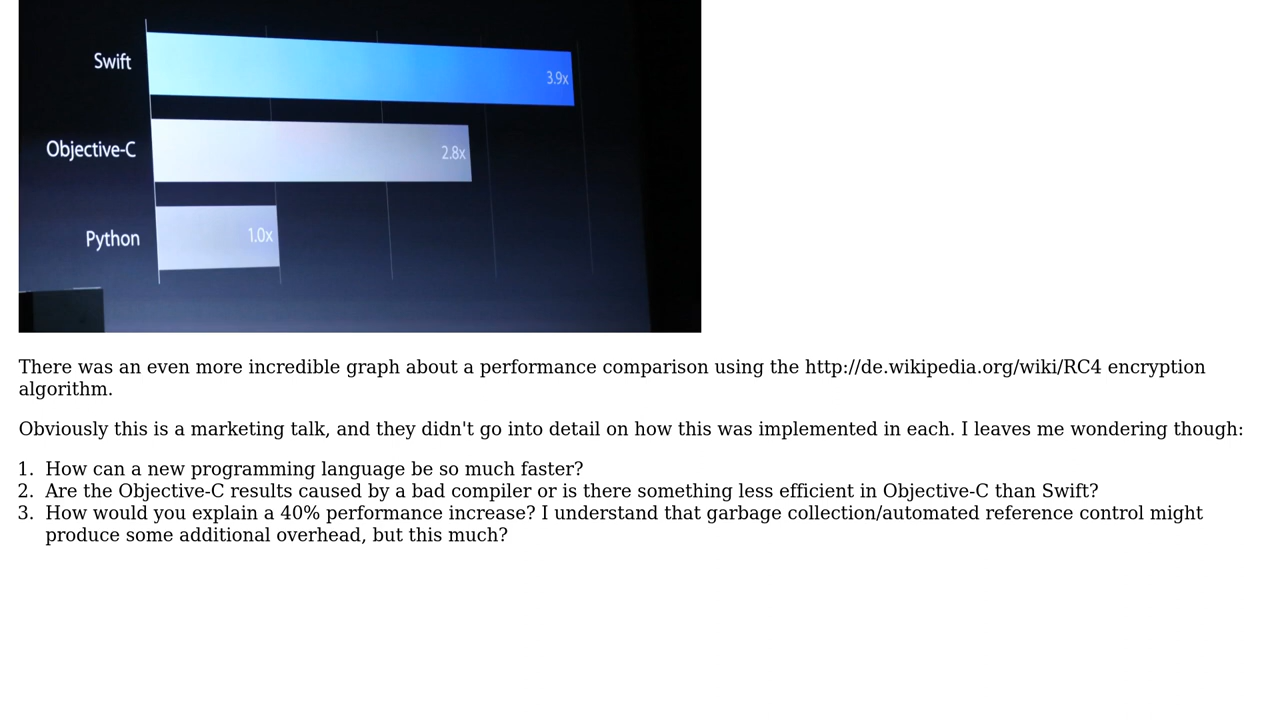 Swift
3.9x
Objective-C
2.8x
Python
1.0x
There was an even more incredible graph about a performance comparison using the http://de.wikipedia.org/wiki/RC4 encryption
algorithm.
Obviously this is a marketing talk, and they didn't go into detail on how this was implemented in each. I leaves me wondering though:
1. How can a new programming language be so much faster?
2. Are the Objective-C results caused by a bad compiler or is there something less efficient in Objective-C than Swift?
3. How would you explain a 40% performance increase? I understand that garbage collection/automated reference control might
produce some additional overhead, but this much?